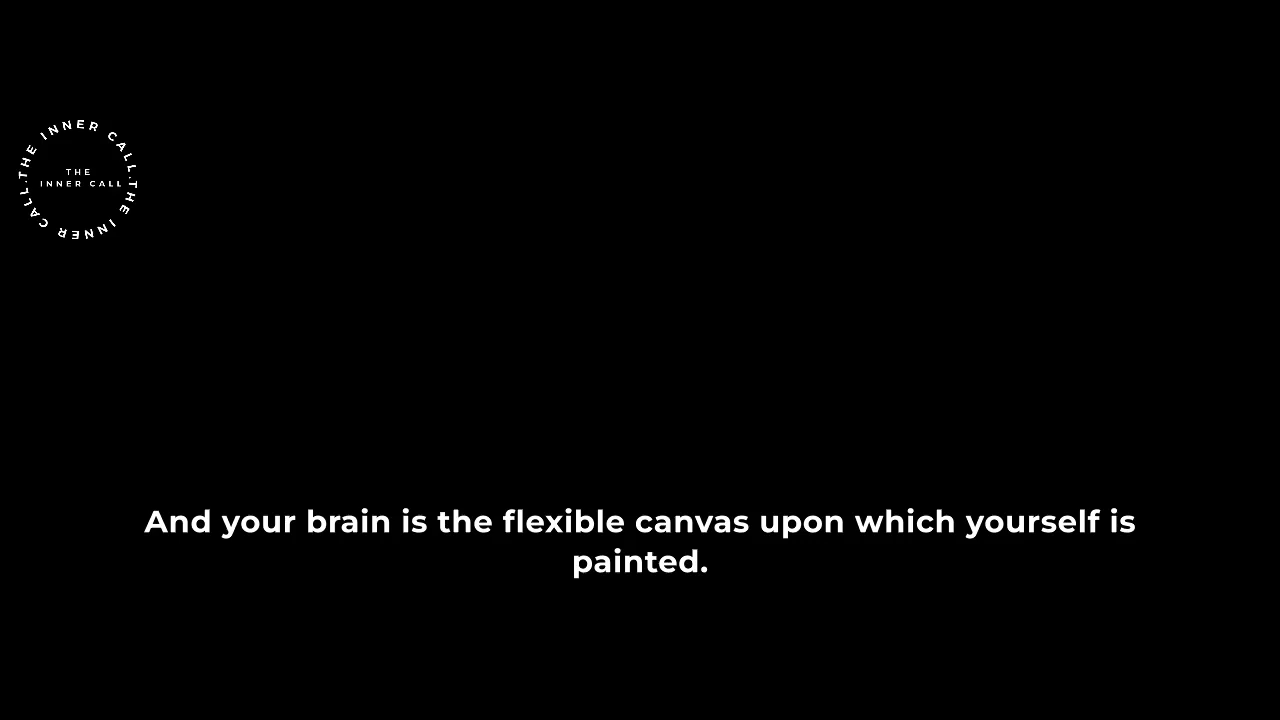 THE INNER CALL.THE INNER CALL.
THE
INNER CALL
And your brain is the flexible canvas upon which yourself is
painted.